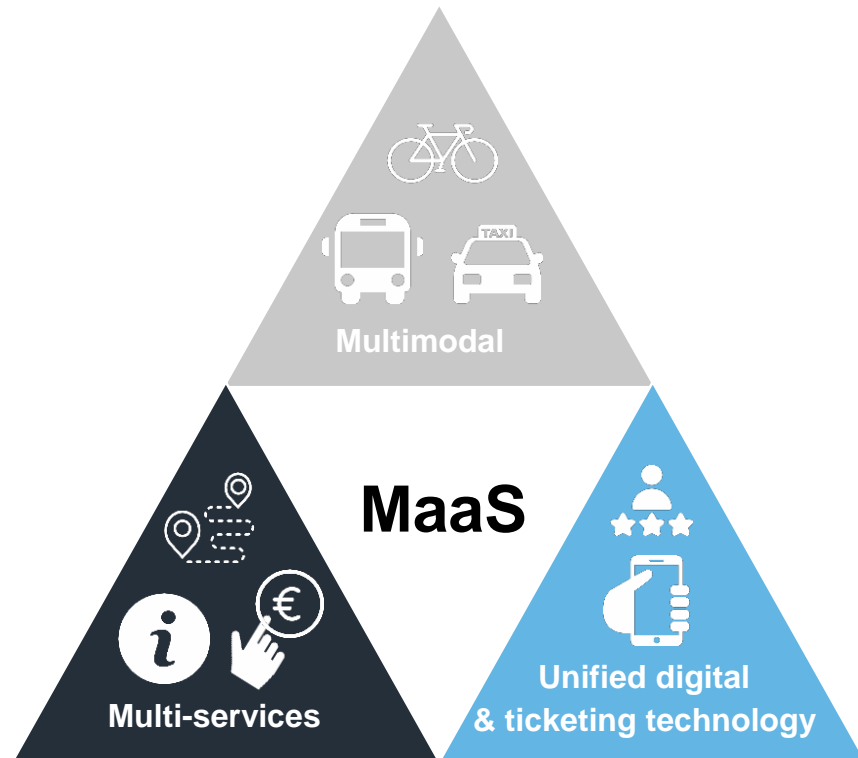 TAXI
Multimodal
MaaS
€
i
Multi-services
Unified digital
& ticketing technology